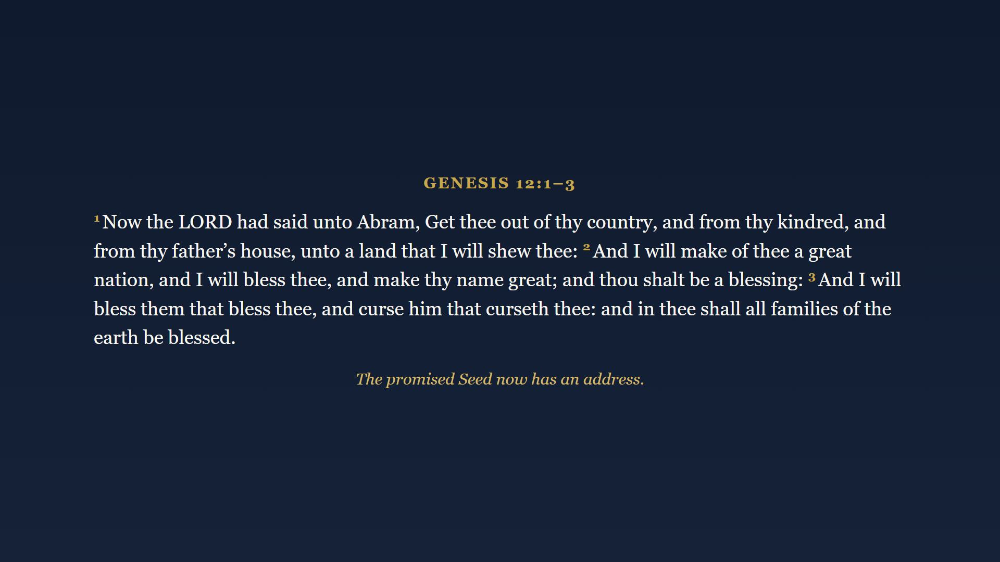 GENESIS 12:1–3
1 Now the LORD had said unto Abram, Get thee out of thy country, and from thy kindred, and
from thy father’s house, unto a land that I will shew thee: 2 And I will make of thee a great
nation, and I will bless thee, and make thy name great; and thou shalt be a blessing: 3 And I will
bless them that bless thee, and curse him that curseth thee: and in thee shall all families of the
earth be blessed.
The promised Seed now has an address.